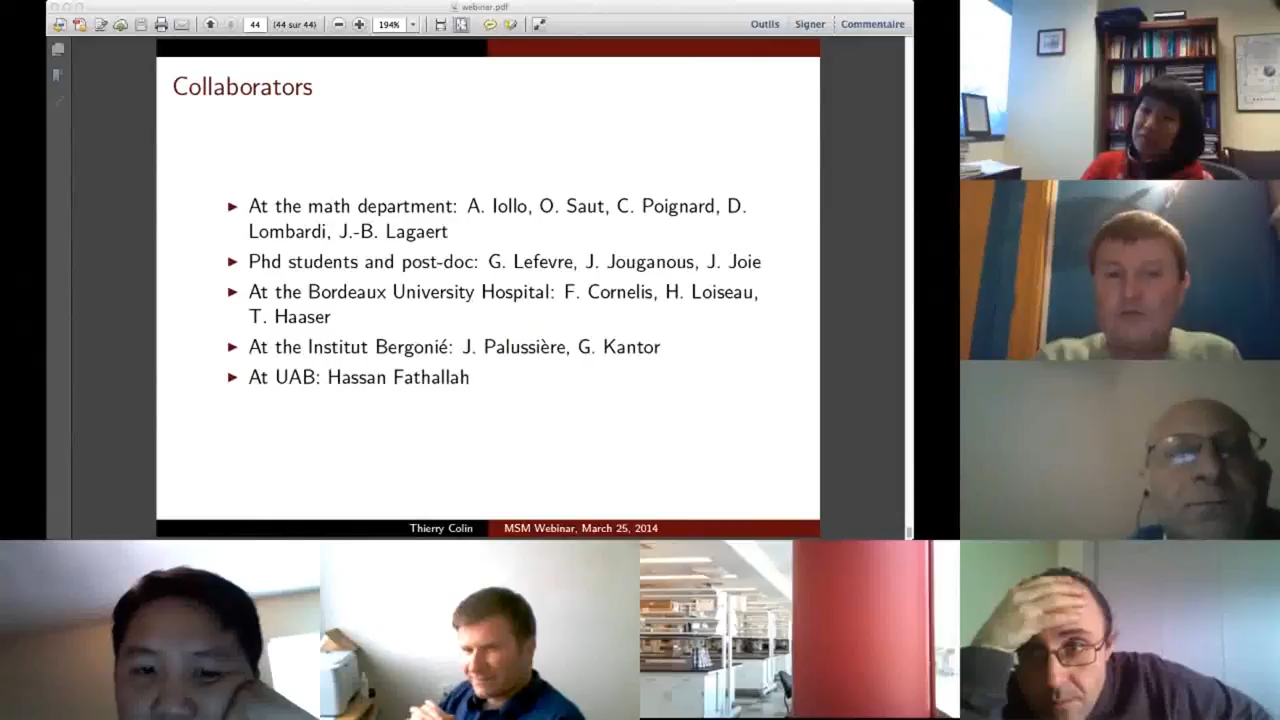 webinar.pdf
44 (44 sur 44) 194% Outils Signer Commentaire
Collaborators
► At the math department: A. Iollo, O. Saut, C. Poignard, D.
Lombardi, J.-B. Lagaert
► Phd students and post-doc: G. Lefevre, J. Jouganous, J. Joie
► At the Bordeaux University Hospital: F. Cornelis, H. Loiseau,
T. Haaser
► At the Institut Bergonié: J. Palussière, G. Kantor
► At UAB: Hassan Fathallah
Thierry Colin MSM Webinar, March 25, 2014